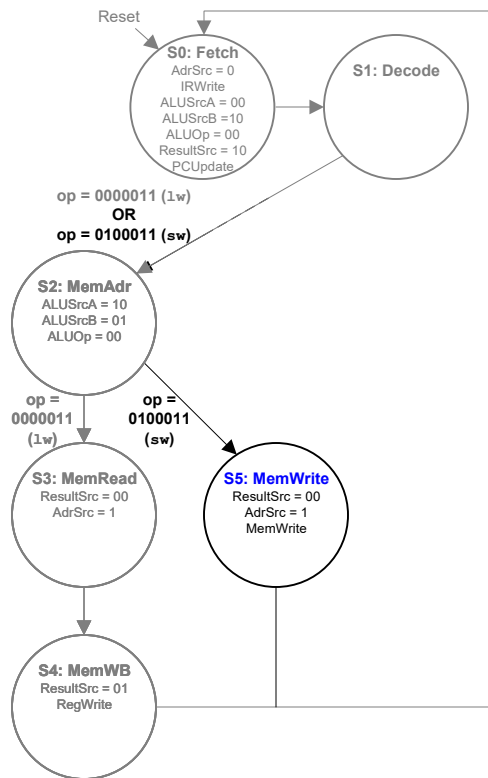 Reset
S0: Fetch
AdrSrc = 0
IRWrite
ALUSrcA = 00
ALUSrcB =10
ALUOp = 00
ResultSrc = 10
PCUpdate
S1: Decode
op = 0000011 (lw)
OR
op = 0100011 (sw)
S2: MemAdr
ALUSrcA = 10
ALUSrcB = 01
ALUOp = 00
op =
0000011
(lw)
op =
0100011
(sw)
S3: MemRead
ResultSrc = 00
AdrSrc = 1
S5: MemWrite
ResultSrc = 00
AdrSrc = 1
MemWrite
S4: MemWB
ResultSrc = 01
RegWrite